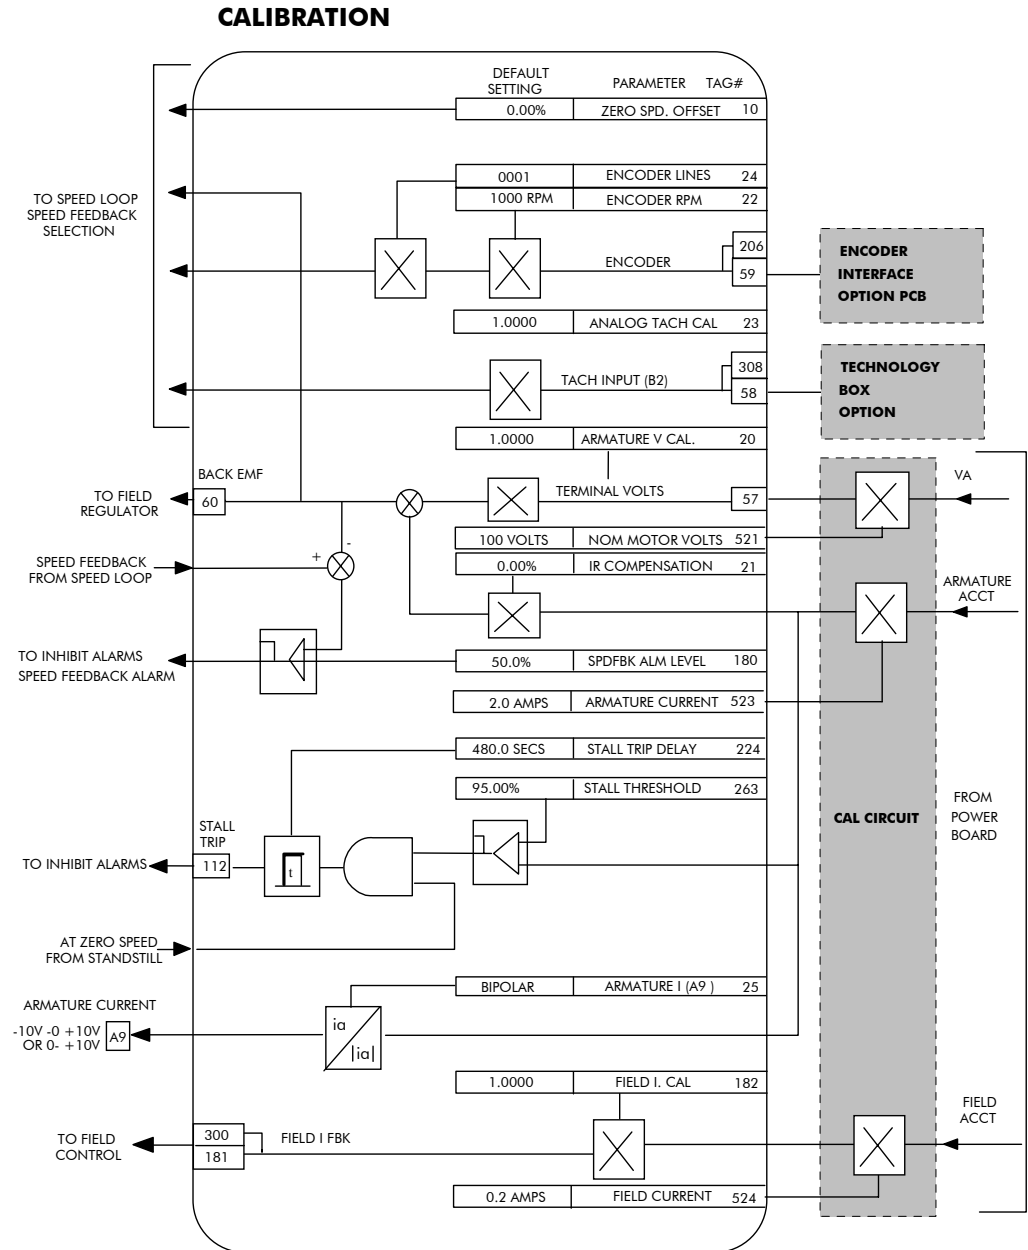 CALIBRATION
DEFAULT
SETTING
PARAMETER TAG#
0.00% ZERO SPD. OFFSET 10
0001 ENCODER LINES 24
1000 RPM ENCODER RPM 22
TO SPEED LOOP
SPEED FEEDBACK
SELECTION
206
ENCODER
59
ENCODER
INTERFACE
OPTION PCB
1.0000 ANALOG TACH CAL 23
308
TACH INPUT (B2)
58
TECHNOLOGY
BOX
OPTION
1.0000 ARMATURE V CAL. 20
BACK EMF
TO FIELD
REGULATOR
60
TERMINAL VOLTS
57
VA
100 VOLTS NOM MOTOR VOLTS 521
+
-
SPEED FEEDBACK
FROM SPEED LOOP
0.00% IR COMPENSATION 21
ARMATURE
ACCT
TO INHIBIT ALARMS
SPEED FEEDBACK ALARM
50.0% SPDFBK ALM LEVEL 180
2.0 AMPS ARMATURE CURRENT 523
480.0 SECS STALL TRIP DELAY 224
95.00% STALL THRESHOLD 263
CAL CIRCUIT
FROM
POWER
BOARD
STALL
TRIP
TO INHIBIT ALARMS
112
t
AT ZERO SPEED
FROM STANDSTILL
BIPOLAR ARMATURE I (A9 ) 25
ARMATURE CURRENT
-10V -0 +10V
OR 0- +10V
A9
ia
|ia|
1.0000 FIELD I. CAL 182
FIELD
ACCT
TO FIELD
CONTROL
300
181
FIELD I FBK
0.2 AMPS FIELD CURRENT 524